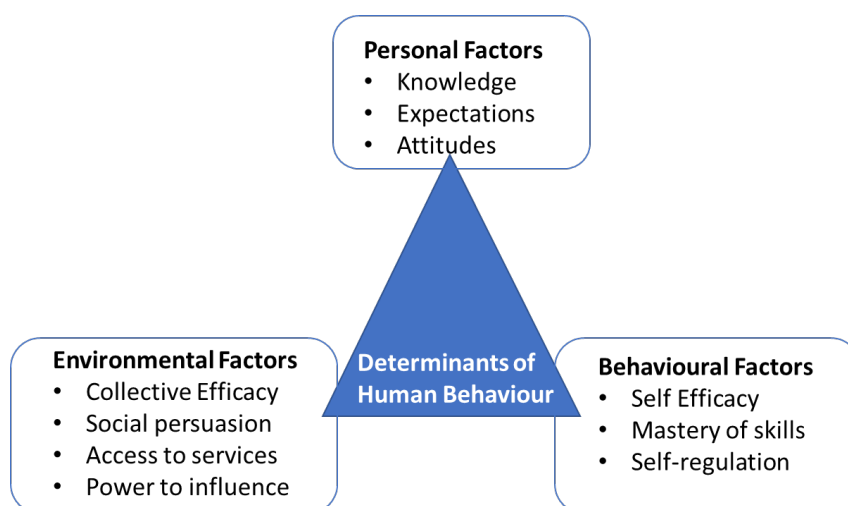 Personal Factors
• Knowledge
• Expectations
• Attitudes
Environmental Factors
• Collective Efficacy
• Social persuasion
• Access to services
• Power to influence
Determinants of
Human Behaviour
Behavioural Factors
• Self Efficacy
• Mastery of skills
• Self-regulation